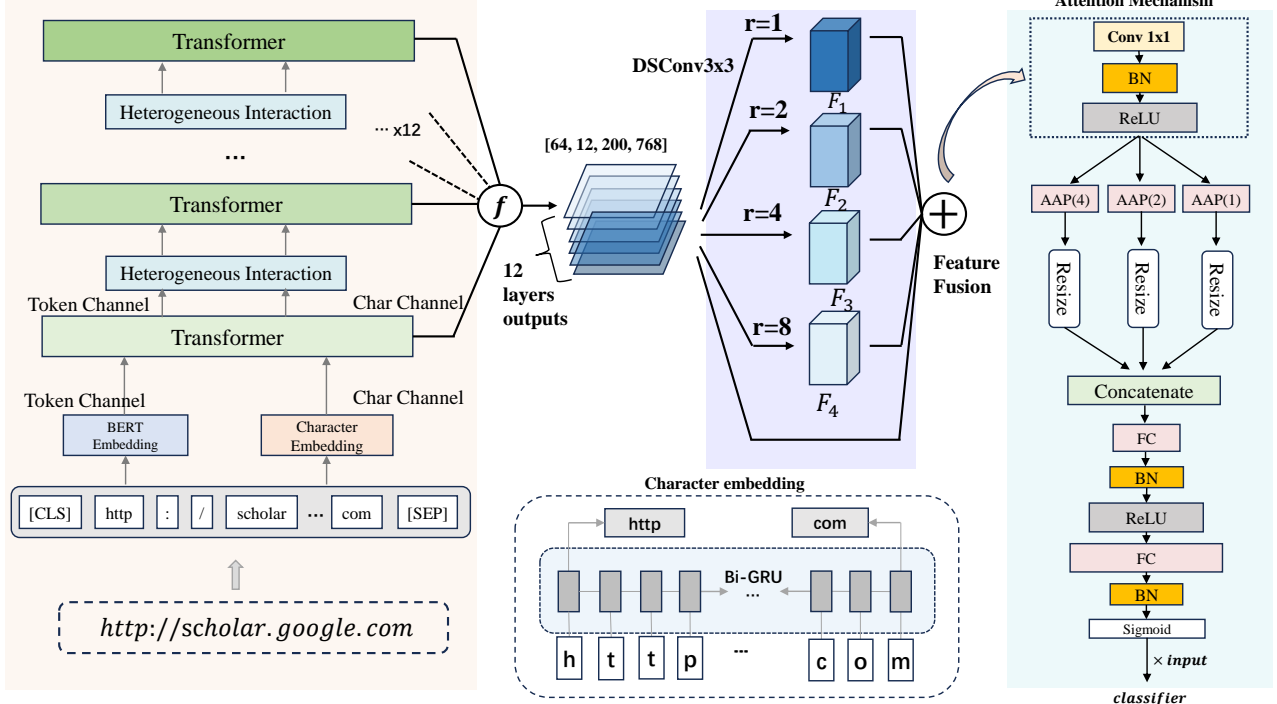 Transformer
Heterogeneous Interaction
... x12
...
Transformer
Heterogeneous Interaction
Token Channel
Char Channel
Transformer
Token Channel
Char Channel
BERT
Embedding
Character
Embedding
[CLS] http : / scholar ... com [SEP]
http://scholar.google.com
f
[64, 12, 200, 768]
12
layers
outputs
DSConv3x3
r=1
F1
r=2
F2
r=4
F3
r=8
F4
Feature
Fusion
Character embedding
http
com
Bi-GRU
...
h t t p ... c o m
Attention Mechanism
Conv 1x1
BN
ReLU
AAP(4) AAP(2) AAP(1)
Resize Resize Resize
Concatenate
FC
BN
ReLU
FC
BN
Sigmoid
× input
classifier